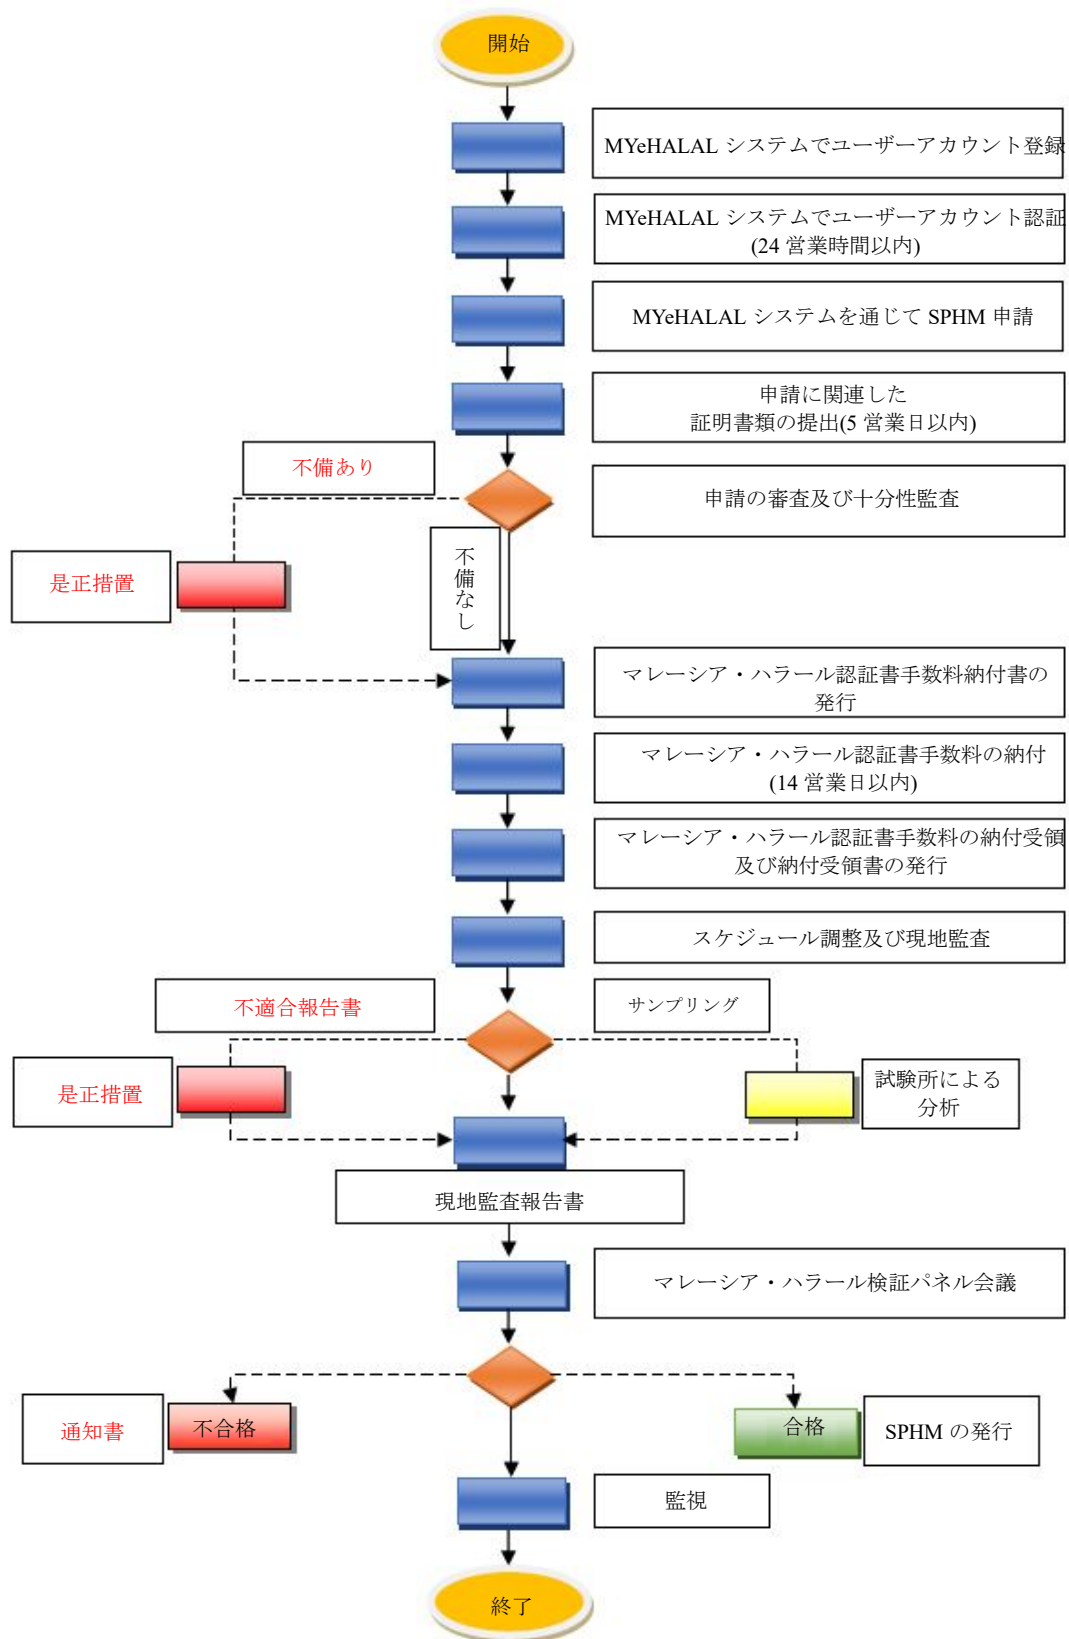 開始
MYeHALAL システムでユーザーアカウント登録
MYeHALAL システムでユーザーアカウント認証
(24 営業時間以内)
MYeHALAL システムを通じて SPHM 申請
申請に関連した
証明書類の提出(5 営業日以内)
不備あり
申請の審査及び十分性監査
不備なし
是正措置
マレーシア・ハラール認証書手数料納付書の
発行
マレーシア・ハラール認証書手数料の納付
(14 営業日以内)
マレーシア・ハラール認証書手数料の納付受領
及び納付受領書の発行
スケジュール調整及び現地監査
不適合報告書
サンプリング
是正措置
試験所による
分析
現地監査報告書
マレーシア・ハラール検証パネル会議
通知書
不合格
合格
SPHM の発行
監視
終了